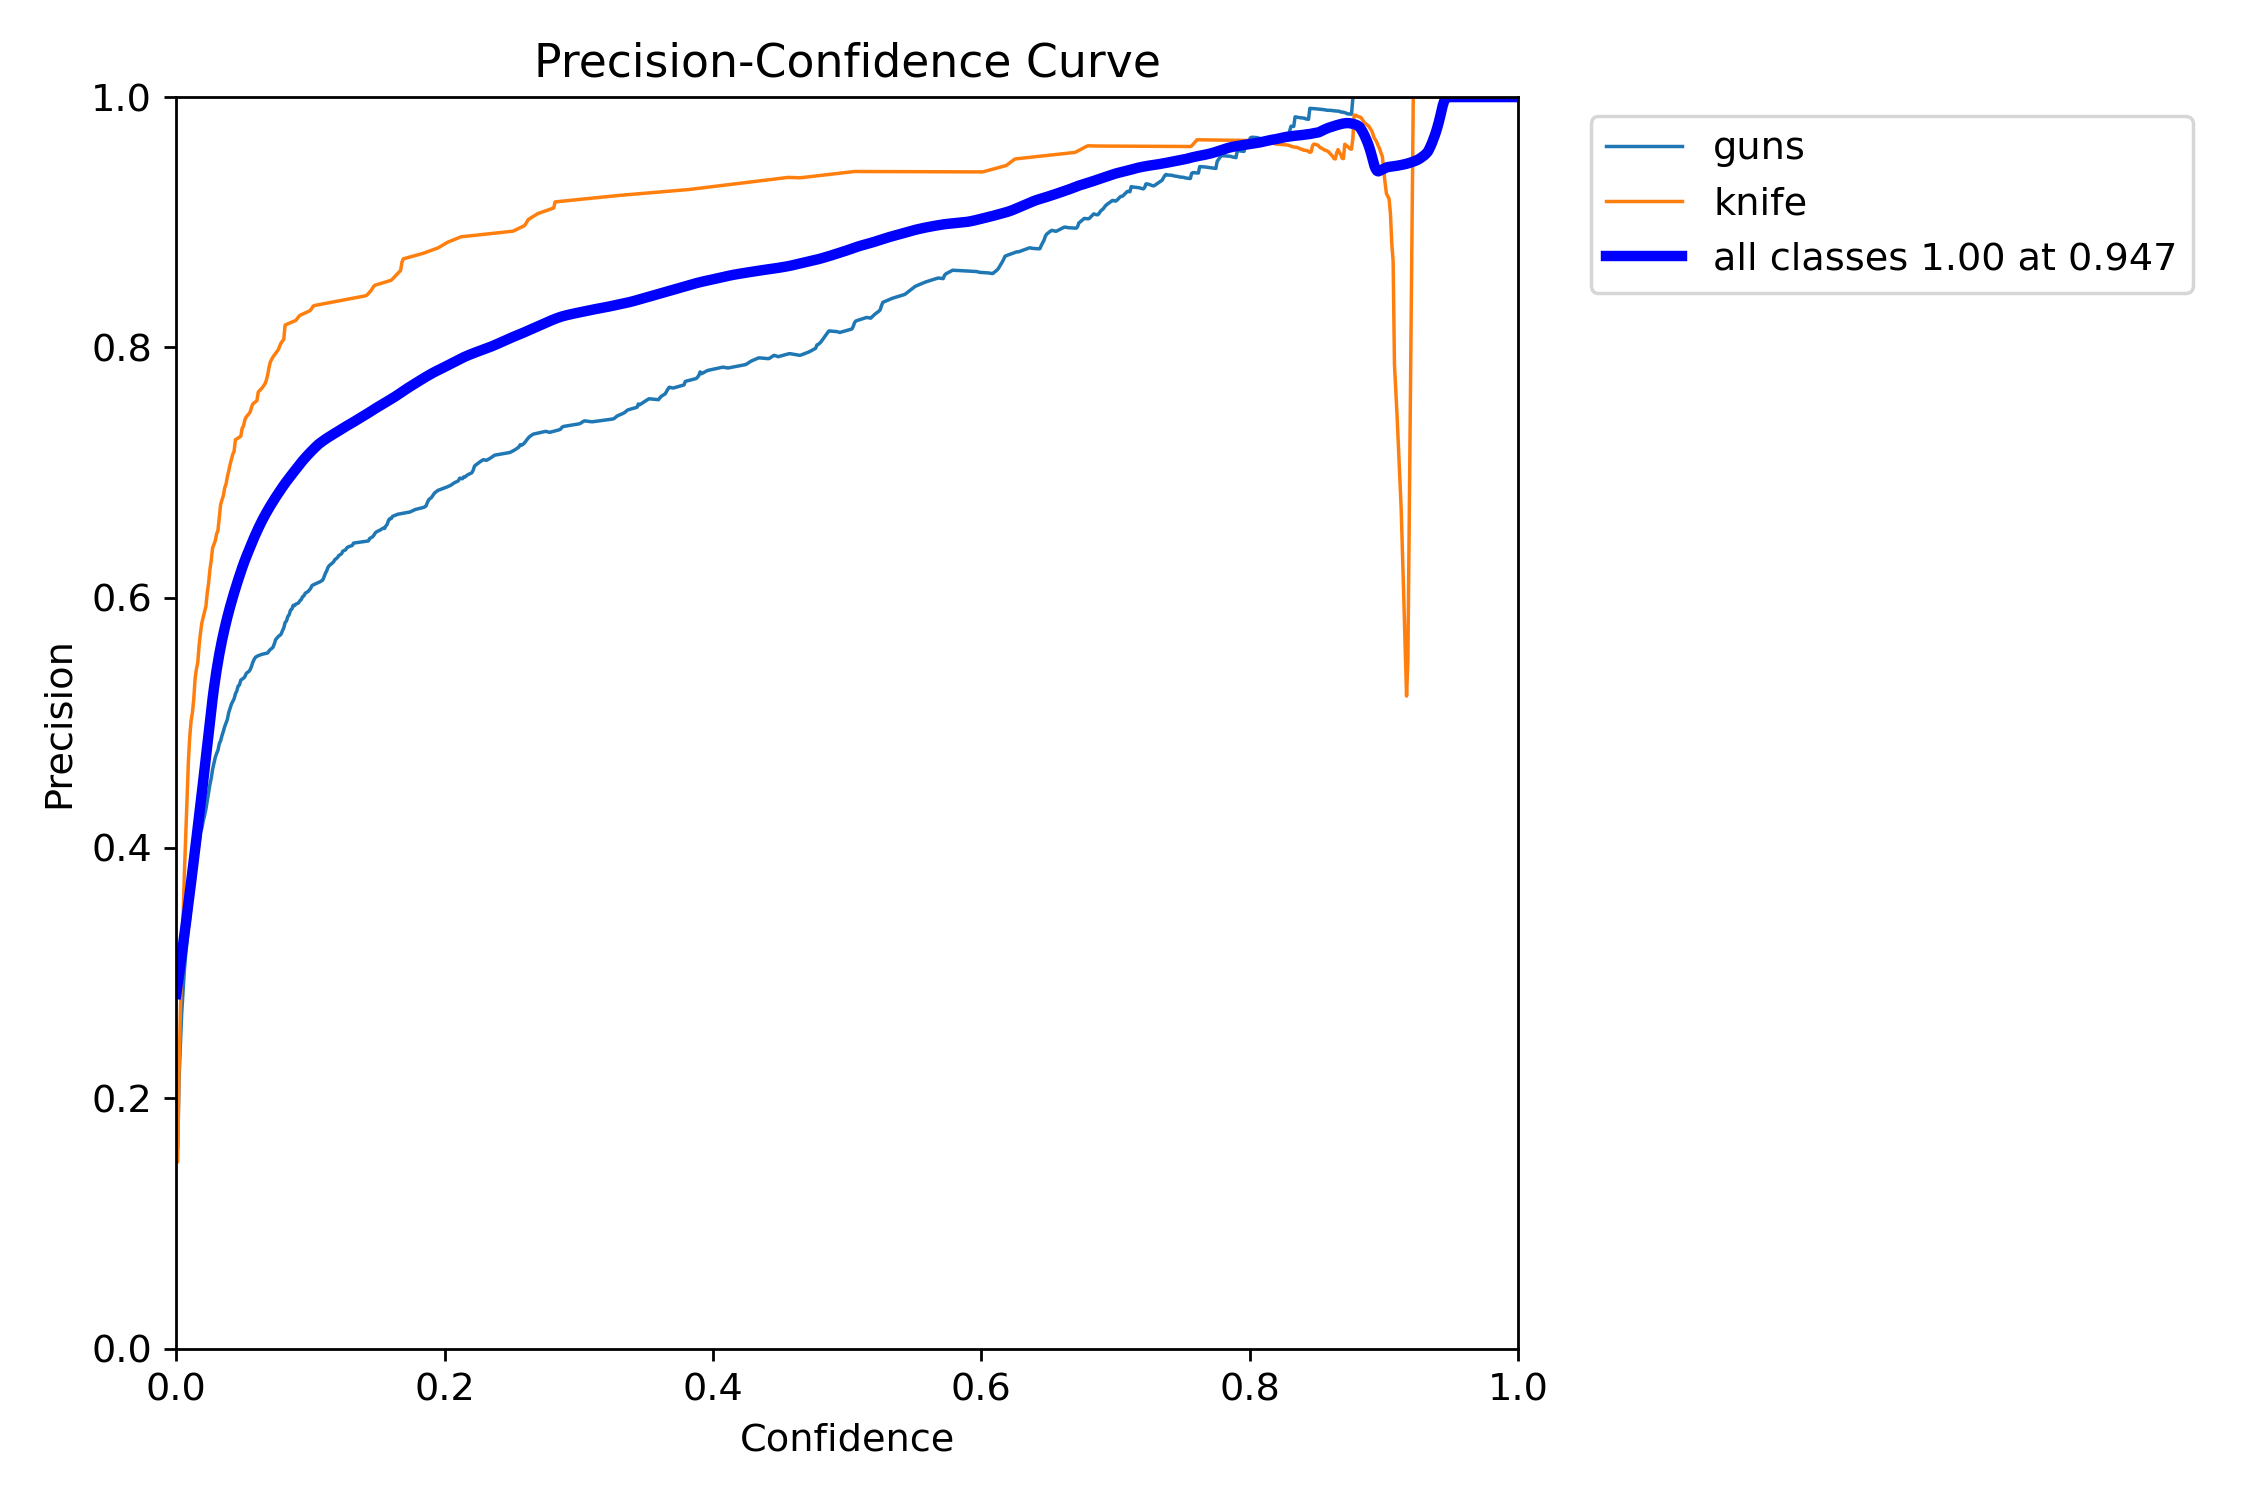 Precision-Confidence Curve
1.0
0.8
0.6
0.4
0.2
0.0
Precision
0.0 0.2 0.4 0.6 0.8 1.0
Confidence
guns
knife
all classes 1.00 at 0.947